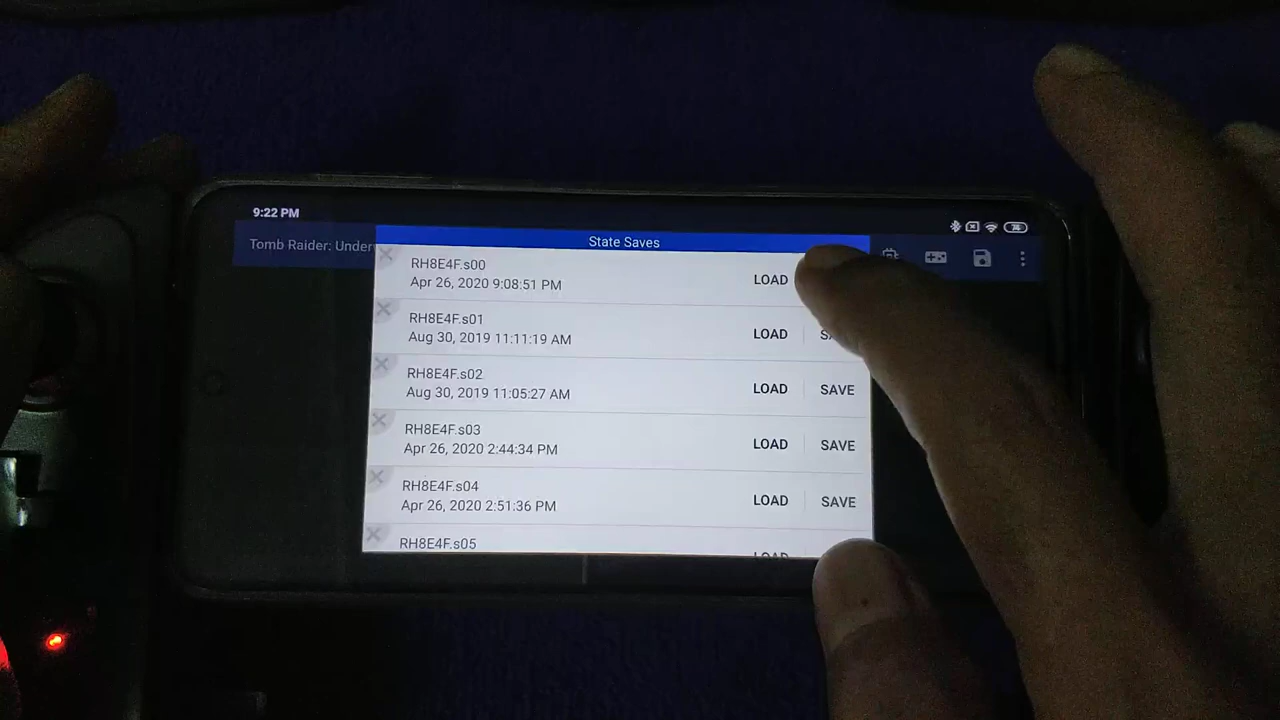 9:22 PM
Tomb Raider: Under
State Saves
RH8E4F.s00
Apr 26, 2020 9:08:51 PM
LOAD
RH8E4F.s01
Aug 30, 2019 11:11:19 AM
LOAD
RH8E4F.s02
Aug 30, 2019 11:05:27 AM
LOAD
SAVE
RH8E4F.s03
Apr 26, 2020 2:44:34 PM
LOAD
SAVE
RH8E4F.s04
Apr 26, 2020 2:51:36 PM
LOAD
SAVE
RH8E4F.s05
LOAD